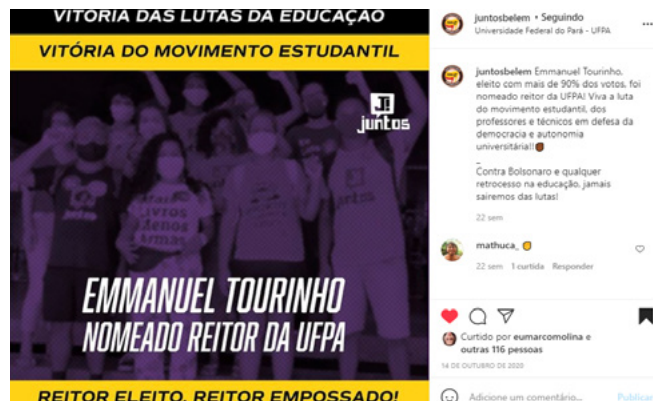 VITÓRIA DAS LUTAS DA EDUCAÇÃO
VITÓRIA DO MOVIMENTO ESTUDANTIL
juntos
LIVROS
Menos
Armas
juntos
EMMANUEL TOURINHO
NOMEADO REITOR DA UFPA
REITOR ELEITO, REITOR EMPOSSADO!
juntosbelem • Seguindo
Universidade Federal do Pará - UFPA
juntosbelem Emmanuel Tourinho,
eleito com mais de 90% dos votos, foi
nomeado reitor da UFPA! Viva a luta
do movimento estudantil, dos
professores e técnicos em defesa da
democracia e autonomia
universitária!!
_
Contra Bolsonaro e qualquer
retrocesso na educação, jamais
sairemos das lutas!
22 sem
mathuca_
22 sem 1 curtida Responder
Curtido por eumarcomolina e
outras 116 pessoas
14 DE OUTUBRO DE 2020
Adicione um comentário... Publicar